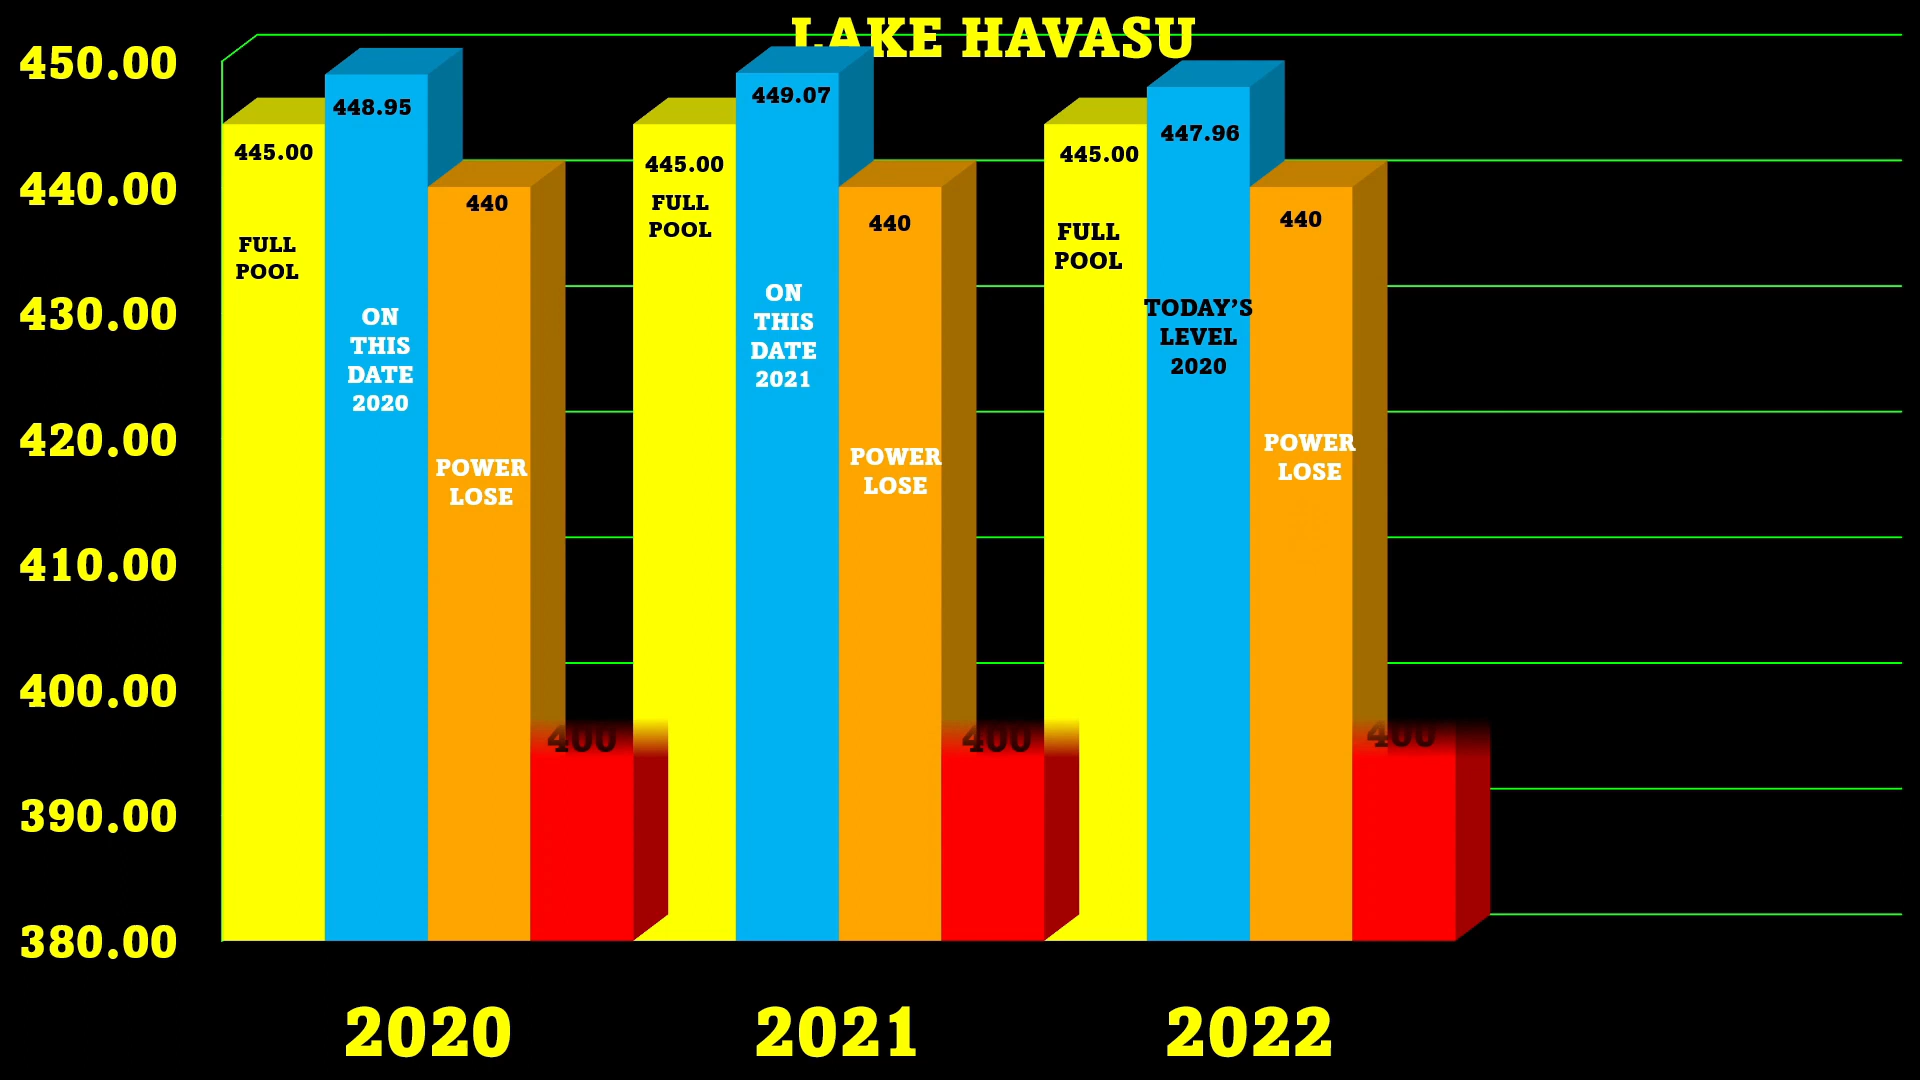 LAKE HAVASU
450.00
440.00
430.00
420.00
410.00
400.00
390.00
380.00
445.00
FULL
POOL
448.95
ON
THIS
DATE
2020
440
POWER
LOSE
400
445.00
FULL
POOL
449.07
ON
THIS
DATE
2021
440
POWER
LOSE
400
445.00
FULL
POOL
447.96
TODAY’S
LEVEL
2020
440
POWER
LOSE
400
2020
2021
2022